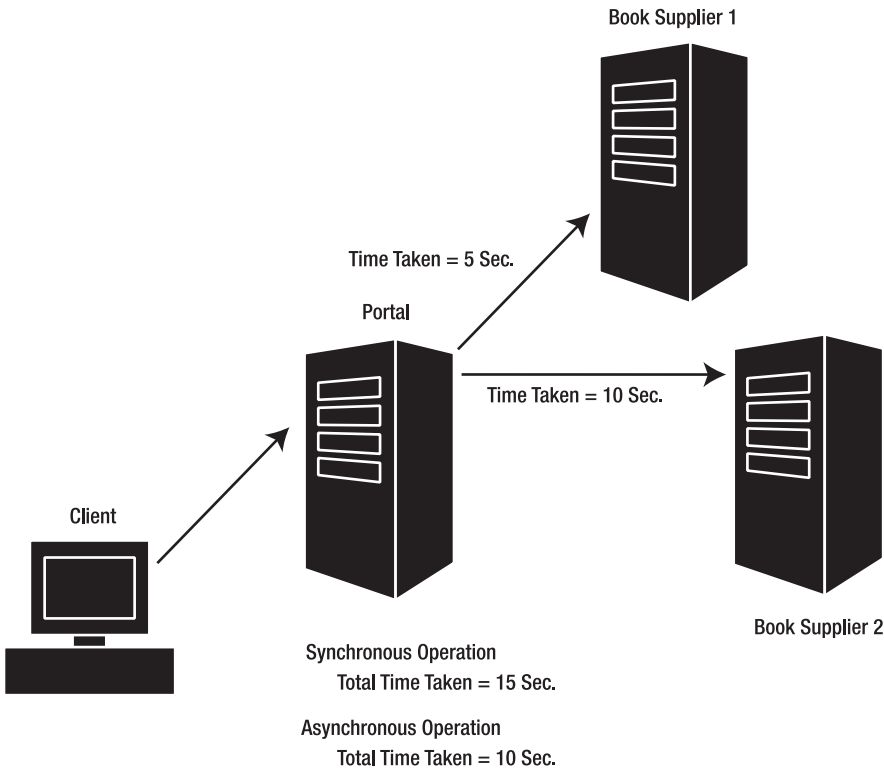 Book Supplier 1
Time Taken = 5 Sec.
Portal
Time Taken = 10 Sec.
Client
Book Supplier 2
Synchronous Operation
Total Time Taken = 15 Sec.
Asynchronous Operation
Total Time Taken = 10 Sec.